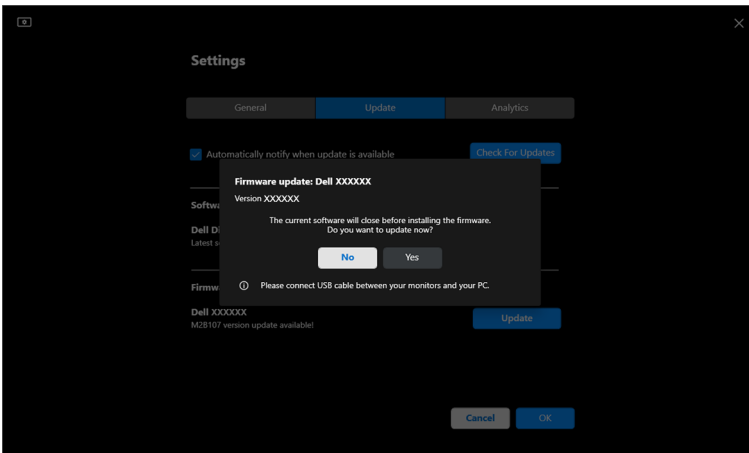 Settings
General
Update
Analytics
Automatically notify when update is available
Check For Updates
Firmware update: Dell XXXXXX
Version XXXXXX
The current software will close before installing the firmware.
Do you want to update now?
No
Yes
Please connect USB cable between your monitors and your PC.
Softwa
Dell Di
Latest s
Firmw
Dell XXXXXX
M2B107 version update available!
Update
Cancel
OK